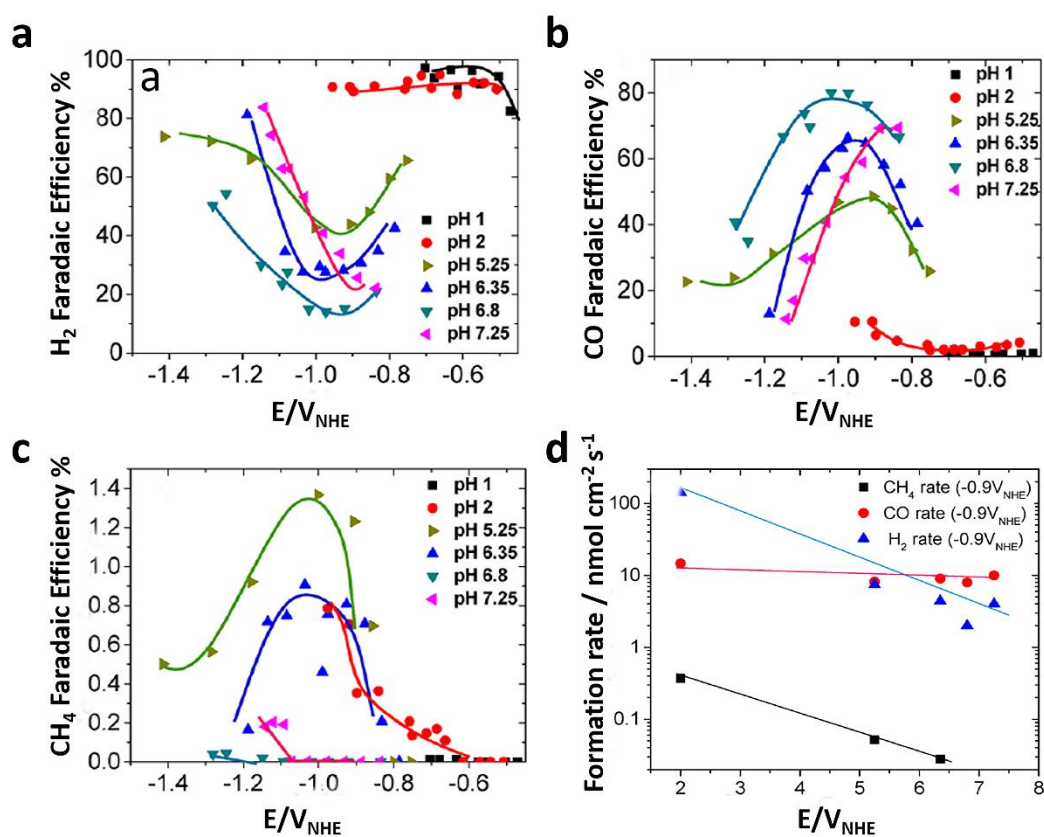 a
a
H₂ Faradaic Efficiency %
100
80
60
40
20
0
pH 1
pH 2
pH 5.25
pH 6.35
pH 6.8
pH 7.25
-1.4
-1.2
-1.0
-0.8
-0.6
E/V_NHE
b
CO Faradaic Efficiency %
80
60
40
20
0
pH 1
pH 2
pH 5.25
pH 6.35
pH 6.8
pH 7.25
-1.4
-1.2
-1.0
-0.8
-0.6
E/V_NHE
c
CH₄ Faradaic Efficiency %
1.4
1.2
1.0
0.8
0.6
0.4
0.2
0.0
pH 1
pH 2
pH 5.25
pH 6.35
pH 6.8
pH 7.25
-1.4
-1.2
-1.0
-0.8
-0.6
E/V_NHE
d
Formation rate / nmol cm⁻² s⁻¹
100
10
1
0.1
CH₄ rate (-0.9V_NHE)
CO rate (-0.9V_NHE)
H₂ rate (-0.9V_NHE)
2
3
4
5
6
7
8
E/V_NHE